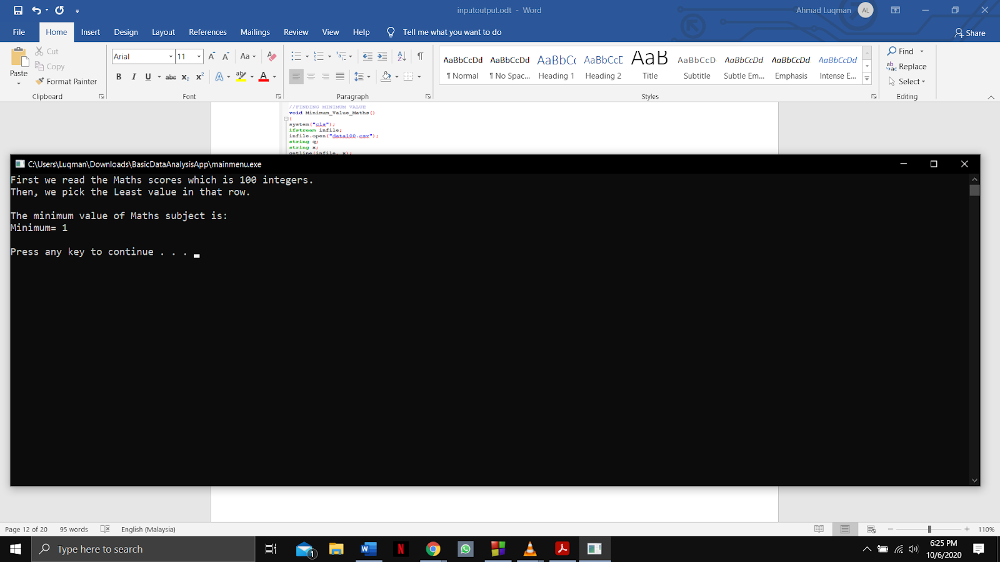 inputoutput.odt - Word
Ahmad Luqman AL
File Home Insert Design Layout References Mailings Review View Help Tell me what you want to do Share
Paste
Cut
Copy
Format Painter
Clipboard
Arial 11
Font
Paragraph
AaBbCcDd AaBbCcDd AaBbCc AaBbCcD AaB AaBbCcD AaBbCcDd AaBbCcDd AaBbCcDd
¶ Normal ¶ No Spac... Heading 1 Heading 2 Title Subtitle Subtle Em... Emphasis Intense E...
Styles
Find
Replace
Select
Editing
//FINDING MINIMUM VALUE
void Minimum_Value_Maths()
{
system("cls");
ifstream infile;
infile.open("data100.csv");
string q;
string x;
getline(infile, x);
C:\Users\Luqman\Downloads\BasicDataAnalysisApp\mainmenu.exe
First we read the Maths scores which is 100 integers.
Then, we pick the Least value in that row.
The minimum value of Maths subject is:
Minimum= 1
Press any key to continue . . .
Page 12 of 20 95 words English (Malaysia) 110%
Type here to search
1
6:25 PM
10/6/2020